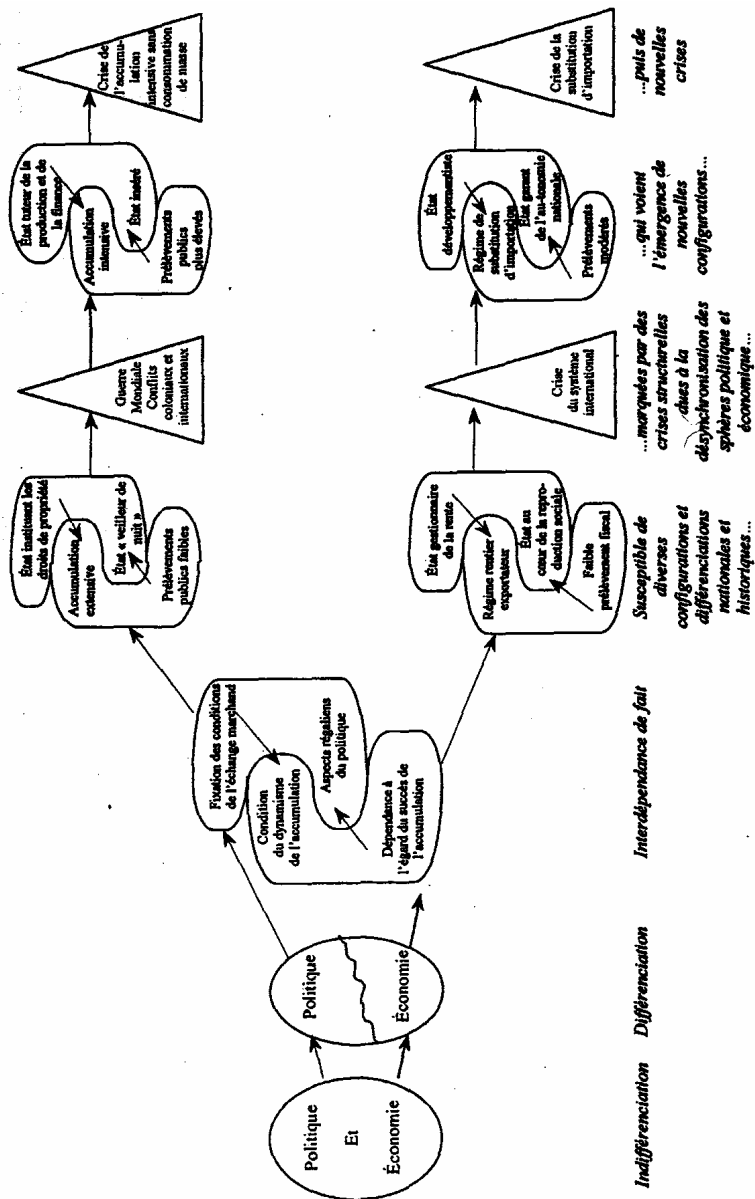 Politique
Et
Économie
Politique
Économie
Fixation des conditions
de l'échange marchand
Condition
du dynamisme
de l'accumulation
Aspects régaliens
du politique
Dépendance à
l'égard du succès de
l'accumulation
État instituant les
droits de propriété
Accumulation
extensive
État « veilleur de
nuit »
Prélèvements
publics faibles
Guerre
Mondiale
Conflits
coloniaux et
internationaux
État tuteur de la
production et de
la finance
Accumulation
intensive
État inséré
Prélèvements
publics
plus élevés
Crise de
l'accumu-
lation
intensive sans
consommation
de masse
État gestionnaire
de la rente
Régime rentier
exportateur
État au
cœur de la repro-
duction sociale
Faible
prélèvement fiscal
Crise
du système
international
État
développementiste
Régime de
substitution
d'importation
État garant
de l'au-tonomie
nationale
Prélèvements
modérés
Crise de la
substitution
d'importation
Indifférenciation
Différenciation
Interdépendance de fait
Susceptible de
diverses
configurations et
différenciations
nationales et
historiques...
...marquées par des
crises structurelles
dues à la
désynchronisation des
sphères politique et
économique...
...qui voient
l'émergence de
nouvelles
configurations...
...puis de
nouvelles
crises